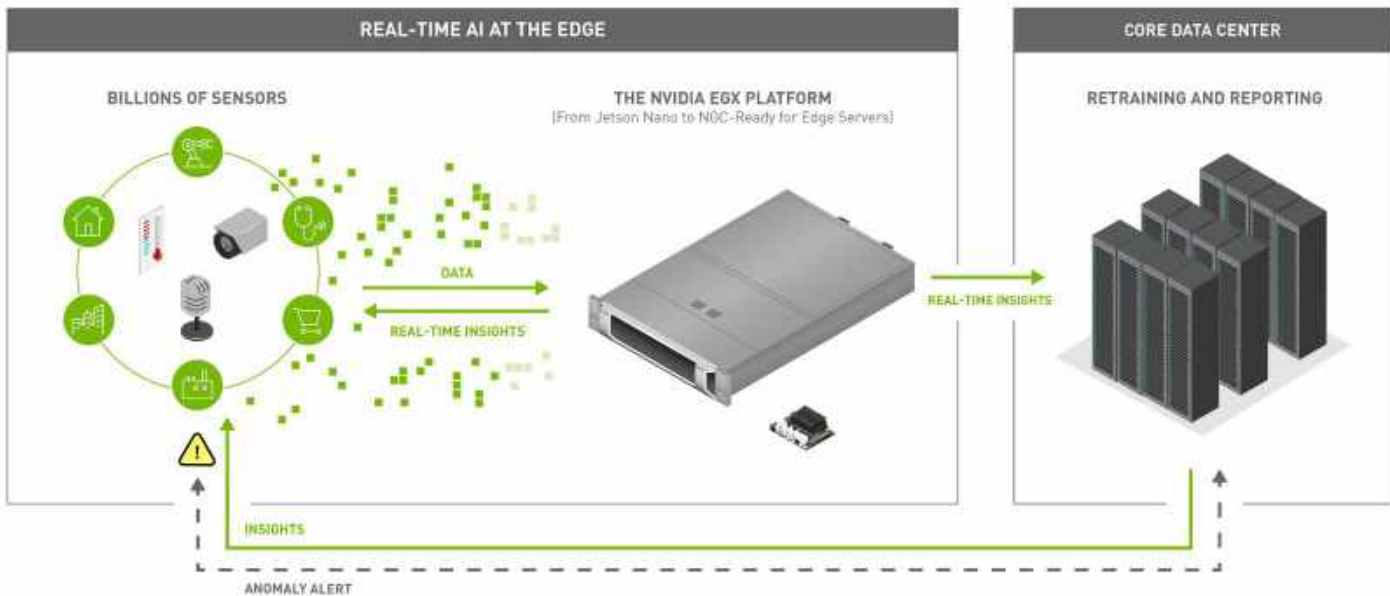 REAL-TIME AI AT THE EDGE
CORE DATA CENTER
BILLIONS OF SENSORS
THE NVIDIA EGX PLATFORM
(From Jetson Nano to NGC-Ready for Edge Servers)
RETRAINING AND REPORTING
DATA
REAL-TIME INSIGHTS
REAL-TIME INSIGHTS
INSIGHTS
ANOMALY ALERT